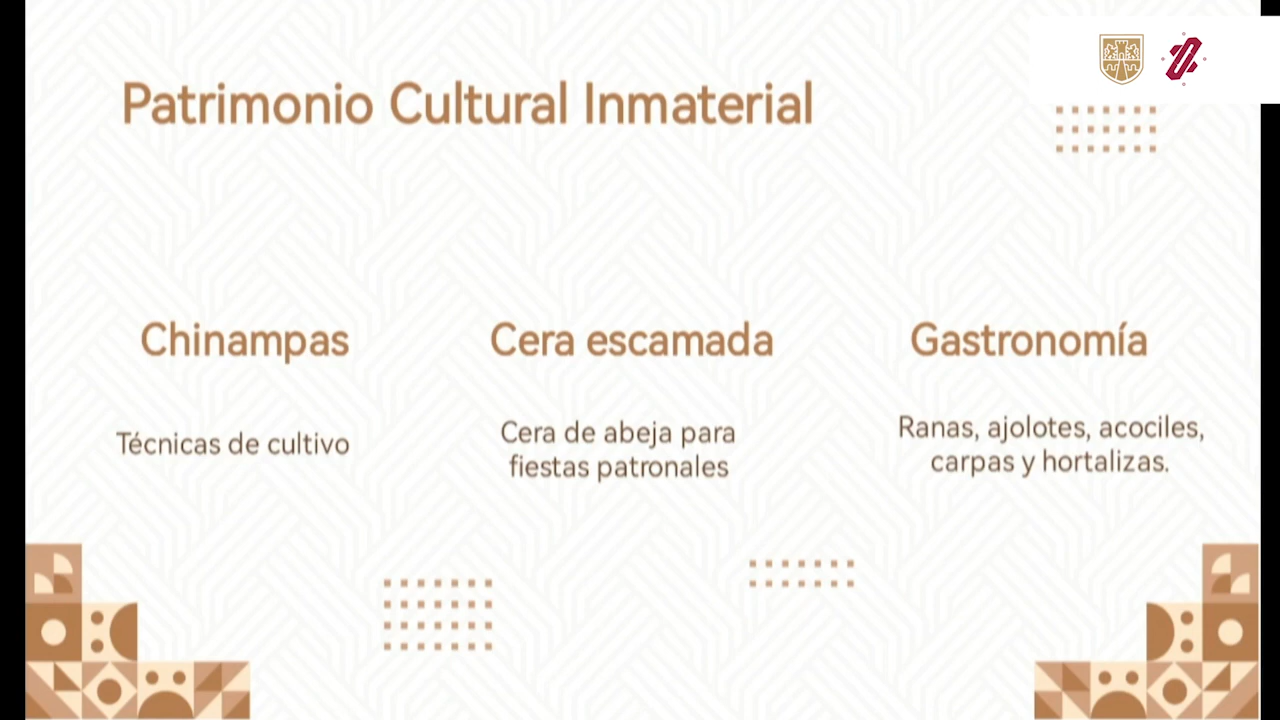 Patrimonio Cultural Inmaterial
Chinampas
Técnicas de cultivo
Cera escamada
Cera de abeja para
fiestas patronales
Gastronomía
Ranas, ajolotes, acociles,
carpas y hortalizas.